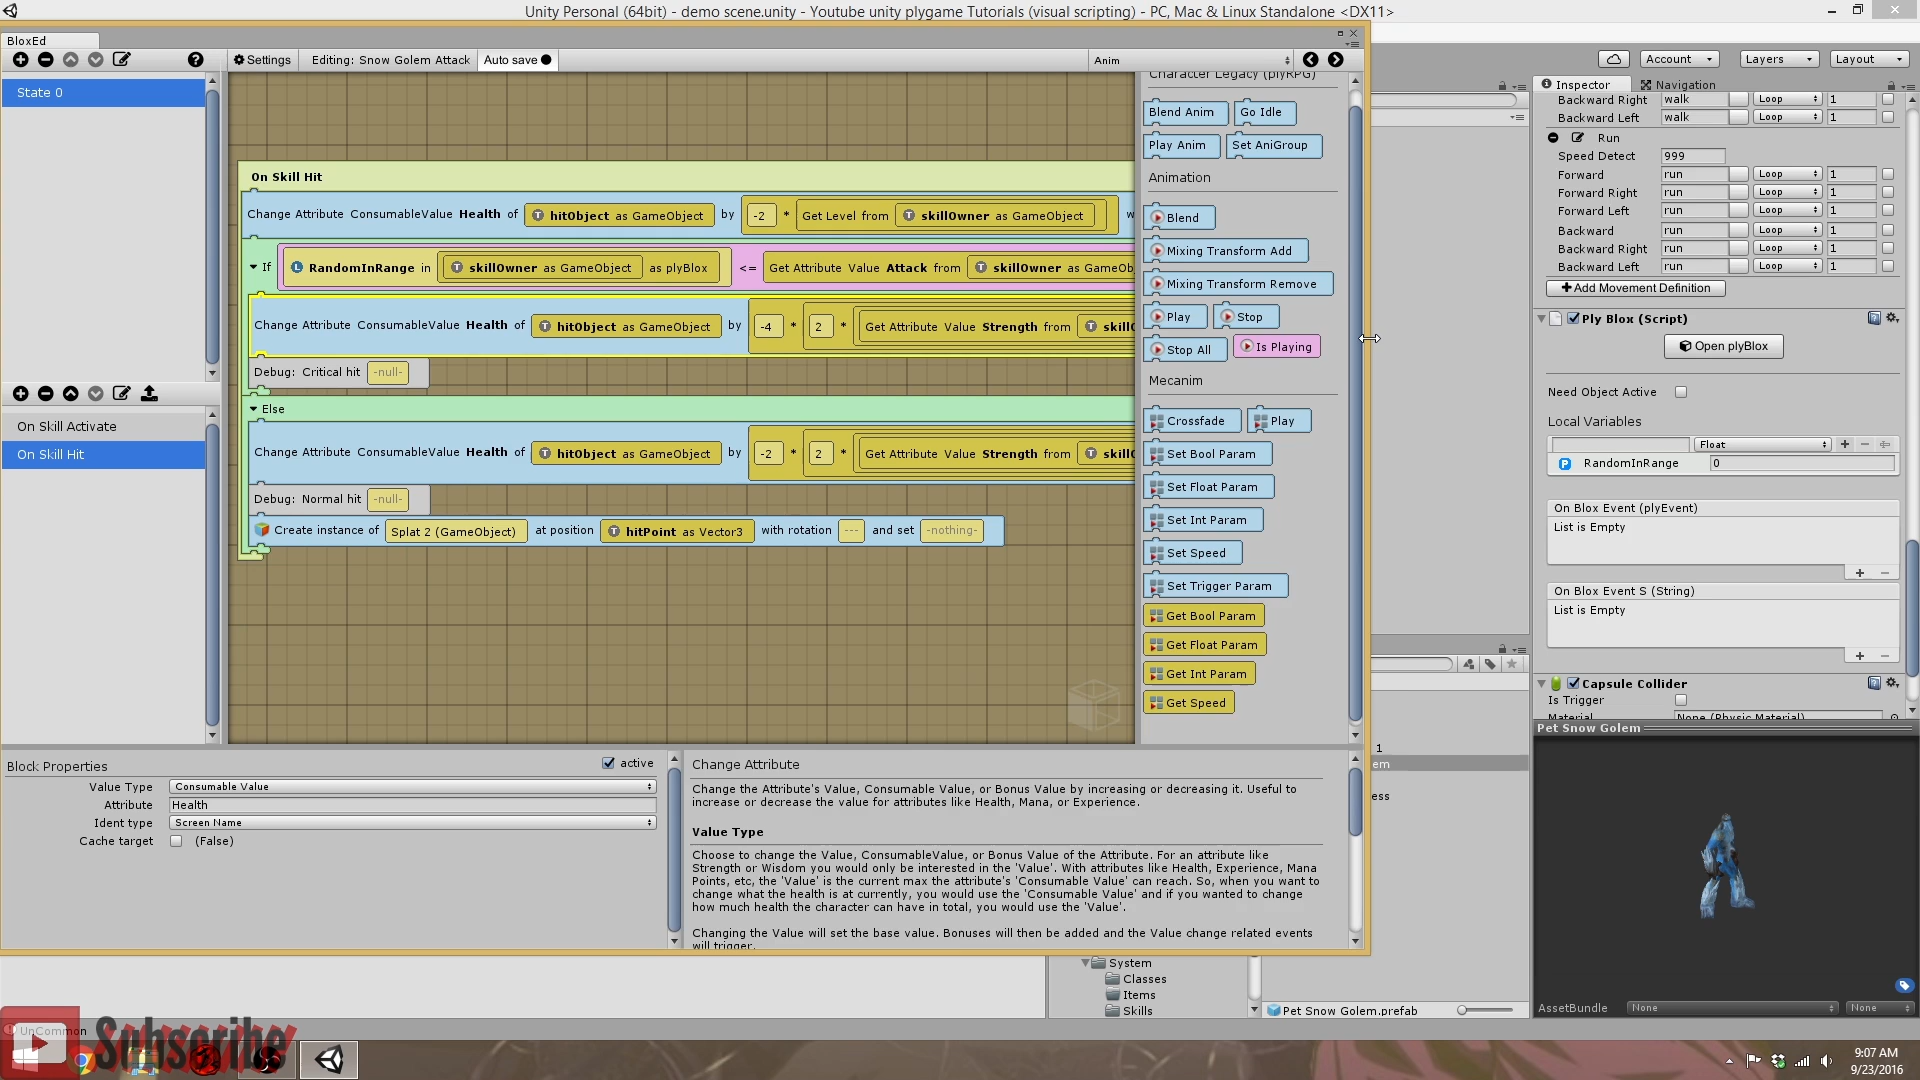 Unity Personal (64bit) - demo scene.unity - Youtube unity plygame Tutorials (visual scripting) - PC, Mac & Linux Standalone <DX11>
BloxEd
Settings
Editing: Snow Golem Attack
Auto save
Anim
State 0
On Skill Activate
On Skill Hit
On Skill Hit
Change Attribute ConsumableValue Health of hitObject as GameObject by -2 * Get Level from skillOwner as GameObject w
If RandomInRange in skillOwner as GameObject as plyBlox <= Get Attribute Value Attack from skillOwner as GameOb
Change Attribute ConsumableValue Health of hitObject as GameObject by -4 * 2 * Get Attribute Value Strength from skillO
Debug: Critical hit -null-
Else
Change Attribute ConsumableValue Health of hitObject as GameObject by -2 * 2 * Get Attribute Value Strength from skillO
Debug: Normal hit -null-
Create instance of Splat 2 (GameObject) at position hitPoint as Vector3 with rotation --- and set -nothing-
Character Legacy (plyRPG)
Blend Anim Go Idle
Play Anim Set AniGroup
Animation
Blend
Mixing Transform Add
Mixing Transform Remove
Play Stop
Stop All Is Playing
Mecanim
Crossfade Play
Set Bool Param
Set Float Param
Set Int Param
Set Speed
Set Trigger Param
Get Bool Param
Get Float Param
Get Int Param
Get Speed
Block Properties
active
Value Type Consumable Value
Attribute Health
Ident type Screen Name
Cache target (False)
Change Attribute
Change the Attribute's Value, Consumable Value, or Bonus Value by increasing or decreasing it. Useful to
increase or decrease the value for attributes like Health, Mana, or Experience.
Value Type
Choose to change the Value, ConsumableValue, or Bonus Value of the Attribute. For an attribute like
Strength or Wisdom you would only be interested in the 'Value'. With attributes like Health, Experience, Mana
Points, etc, the 'Value' is the current max the attribute's 'Consumable Value' can reach. So, when you want to
change what the health is at currently, you would use the 'Consumable Value' and if you wanted to change
how much health the character can have in total, you would use the 'Value'.
Changing the Value will set the base value. Bonuses will then be added and the Value change related events
will trigger.
Account Layers Layout
Inspector Navigation
Backward Right walk Loop 1
Backward Left walk Loop 1
Run
Speed Detect 999
Forward run Loop 1
Forward Right run Loop 1
Forward Left run Loop 1
Backward run Loop 1
Backward Right run Loop 1
Backward Left run Loop 1
Add Movement Definition
Ply Blox (Script)
Open plyBlox
Need Object Active
Local Variables
Float
RandomInRange 0
On Blox Event (plyEvent)
List is Empty
On Blox Event S (String)
List is Empty
Capsule Collider
Is Trigger
Material None (Physic Material)
Pet Snow Golem
AssetBundle None None
1
em
ess
System
Classes
Items
Skills
Pet Snow Golem.prefab
UnCommon
Subscribe
9:07 AM
9/23/2016